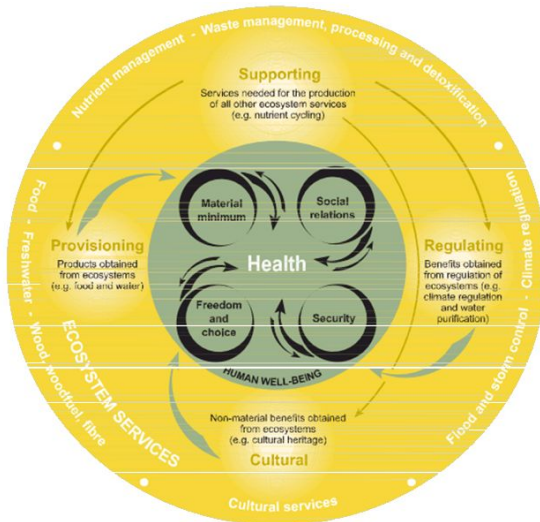 Nutrient management - Waste management, processing and detoxification
Supporting
Services needed for the production
of all other ecosystem services
(e.g. nutrient cycling)
Food - Freshwater - Wood, woodfuel, fibre
Climate regulation
Flood and storm control -
Material
minimum
Social
relations
Provisioning
Products obtained
from ecosystems
(e.g. food and water)
Health
Regulating
Benefits obtained
from regulation of
ecosystems (e.g.
climate regulation
and water
purification)
Freedom
and
choice
Security
HUMAN WELL-BEING
ECOSYSTEM SERVICES
Non-material benefits obtained
from ecosystems
(e.g. cultural heritage)
Cultural
Cultural services